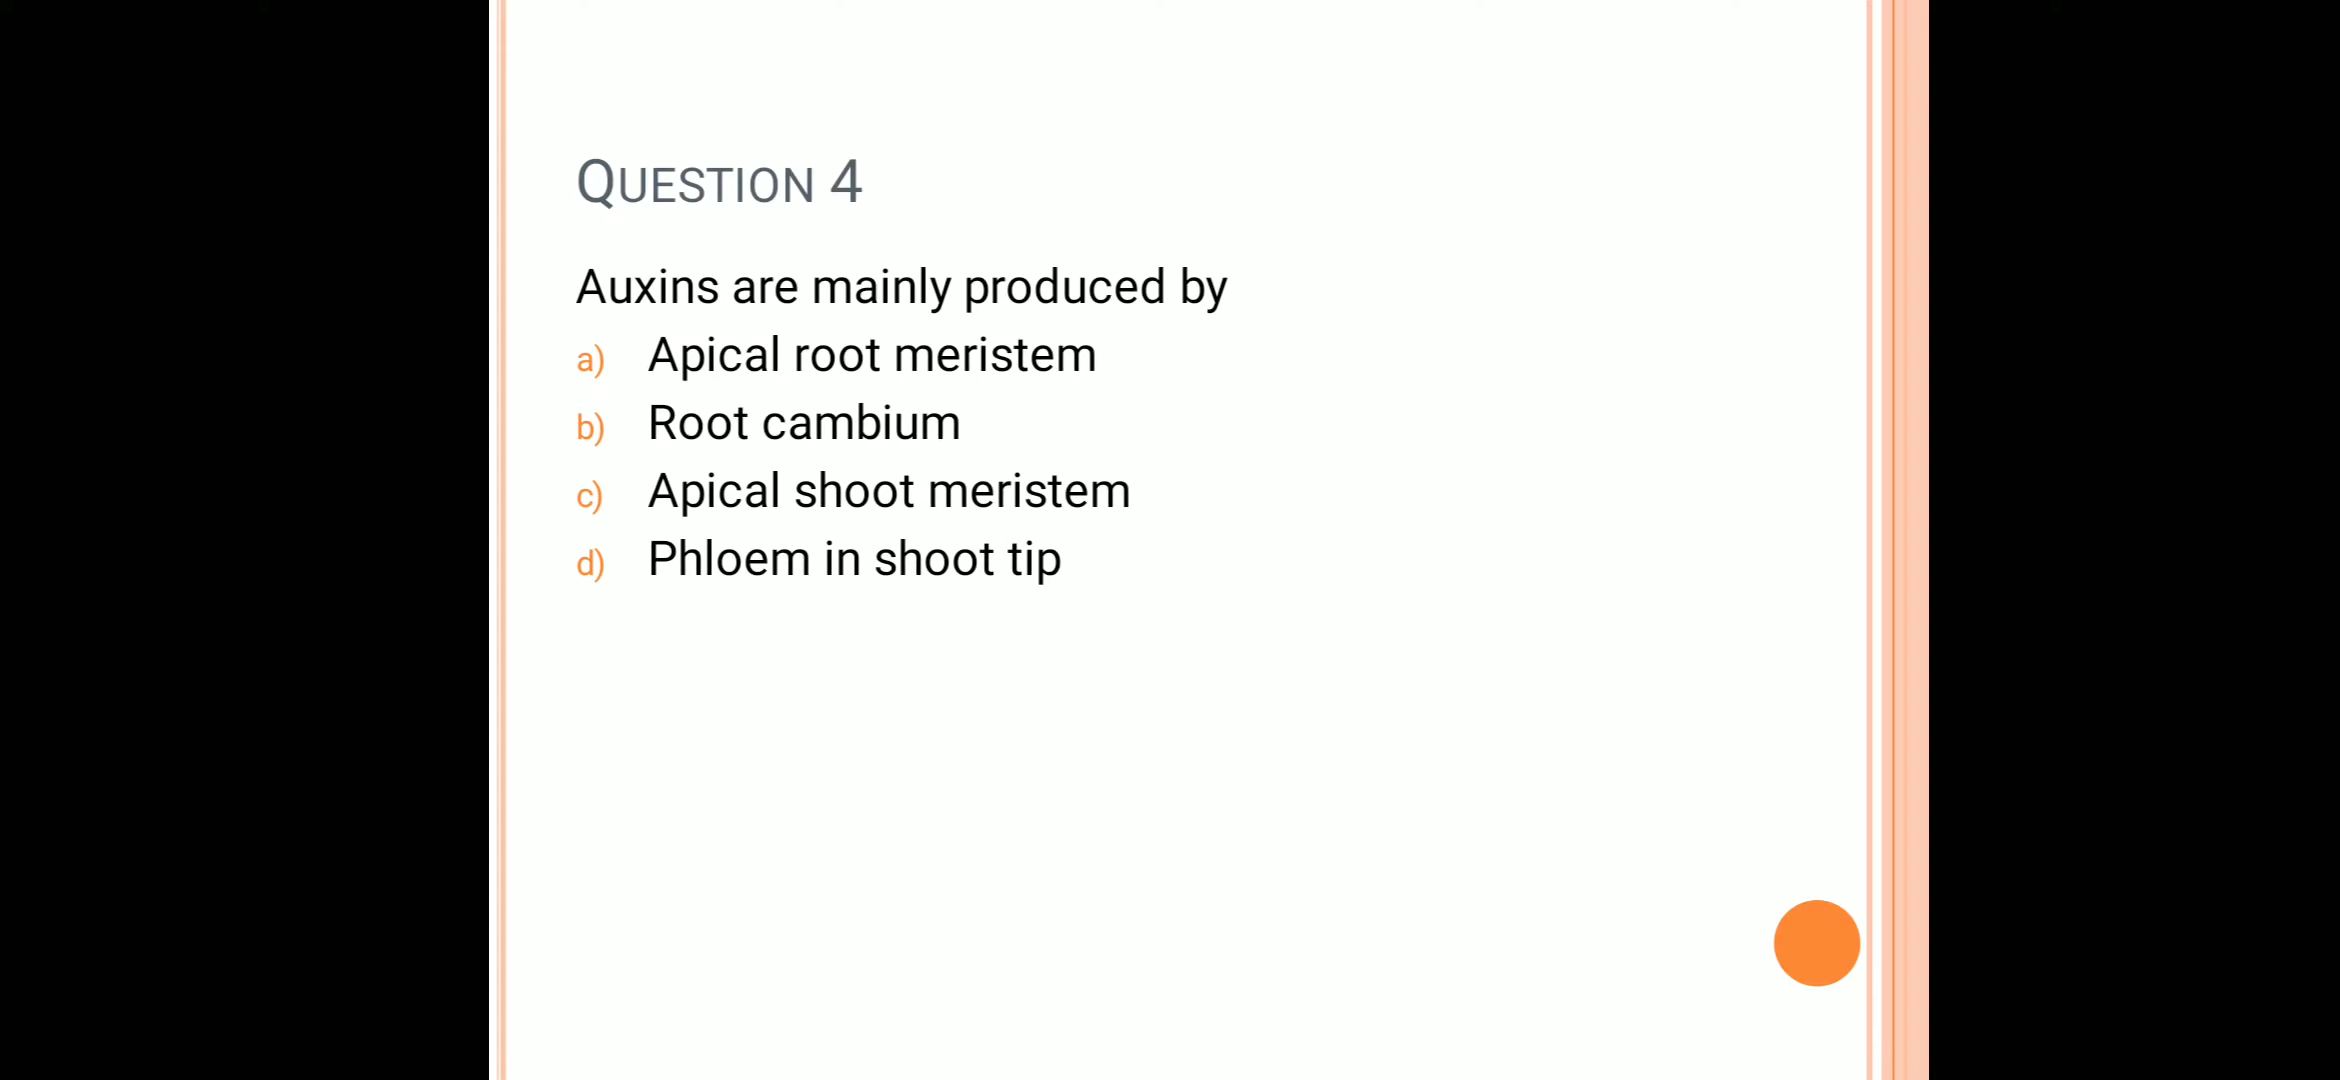 QUESTION 4
Auxins are mainly produced by
a) Apical root meristem
b) Root cambium
c) Apical shoot meristem
d) Phloem in shoot tip